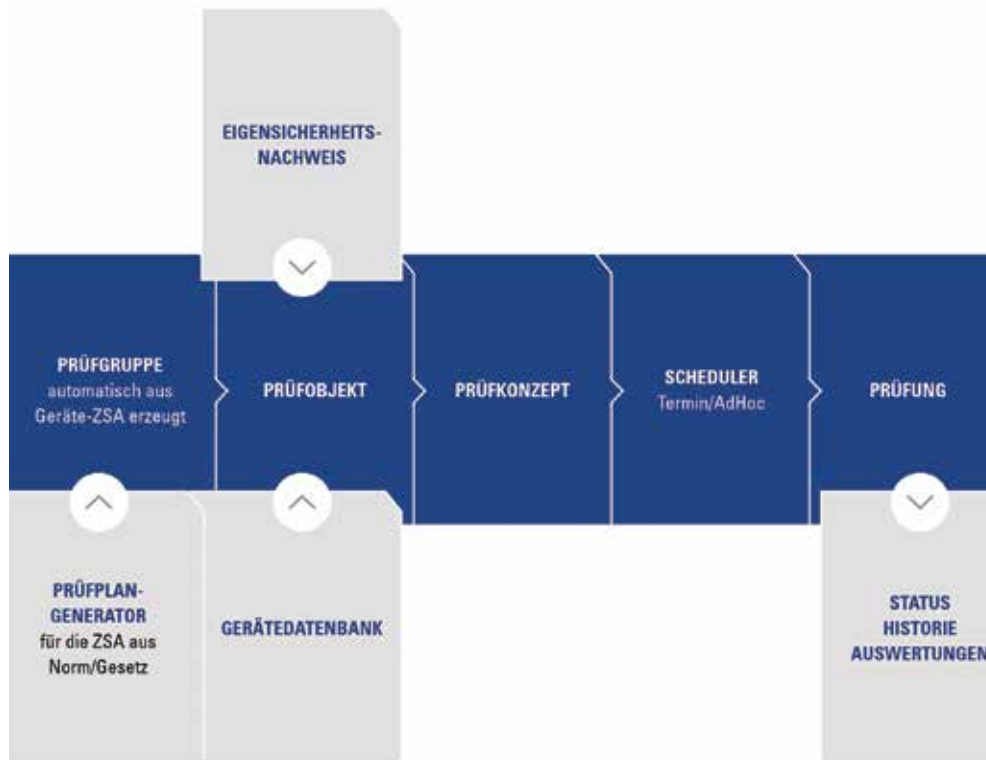 EIGENSICHERHEITS-
NACHWEIS
PRÜFGRUPPE
automatisch aus
Geräte-ZSA erzeugt
PRÜFOBJEKT
PRÜFKONZEPT
SCHEDULER
Termin/AdHoc
PRÜFUNG
PRÜFPLAN-
GENERATOR
für die ZSA aus
Norm/Gesetz
GERÄTEDATENBANK
STATUS
HISTORIE
AUSWERTUNGEN